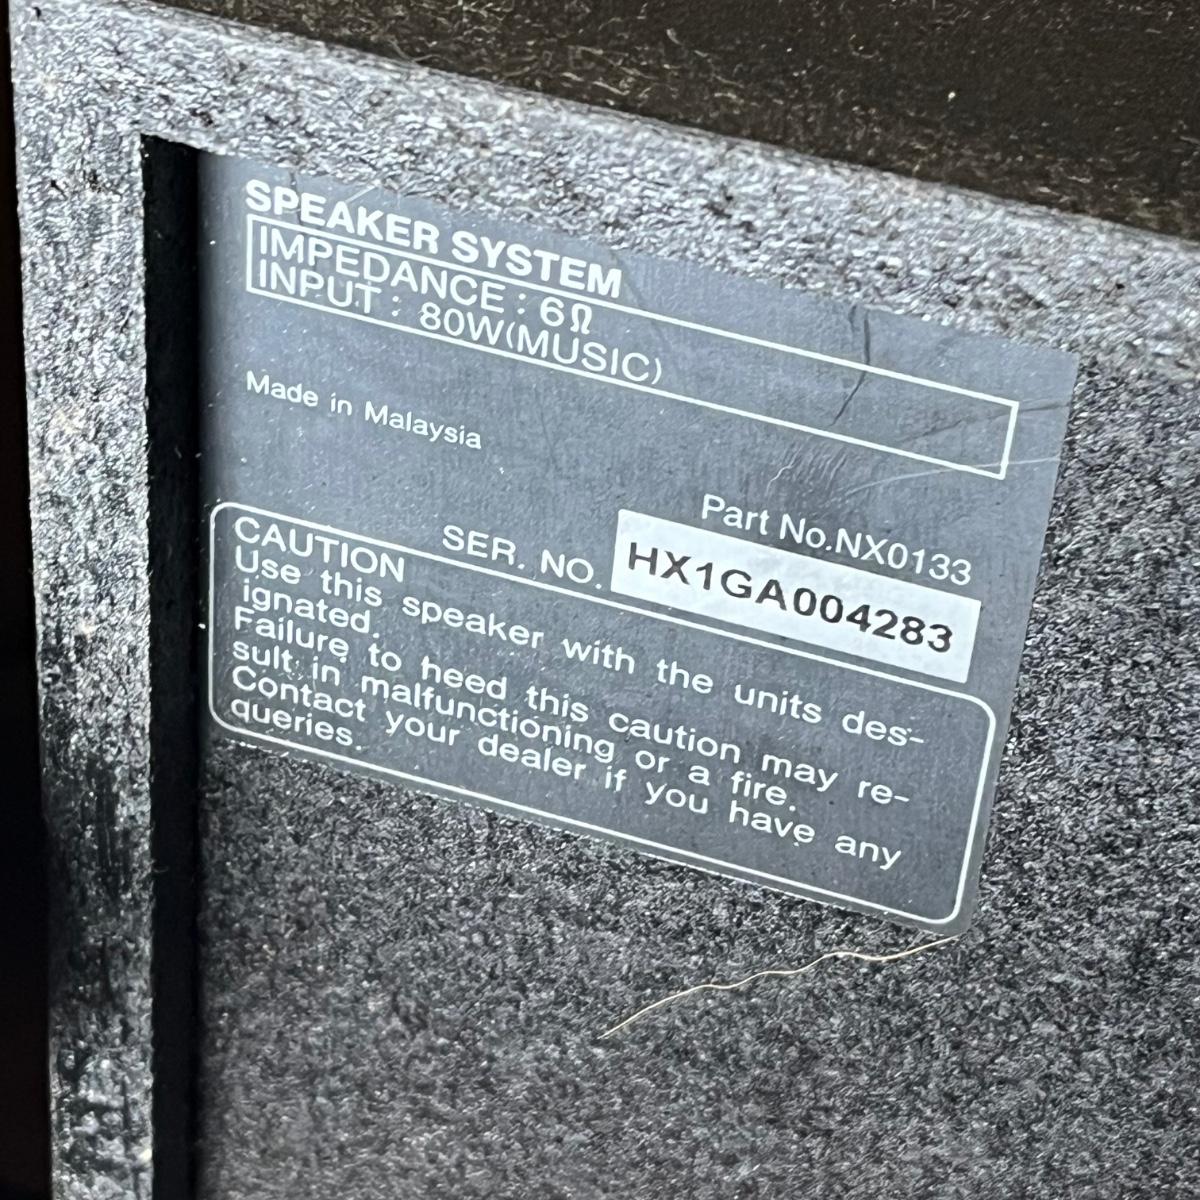 SPEAKER SYSTEM
IMPEDANCE : 6Ω
INPUT : 80W(MUSIC)
Made in Malaysia
Part No.NX0133
SER. NO. HX1GA004283
CAUTION
Use this speaker with the units des-
ignated.
Failure to heed this caution may re-
sult in malfunctioning or a fire.
Contact your dealer if you have any
queries.